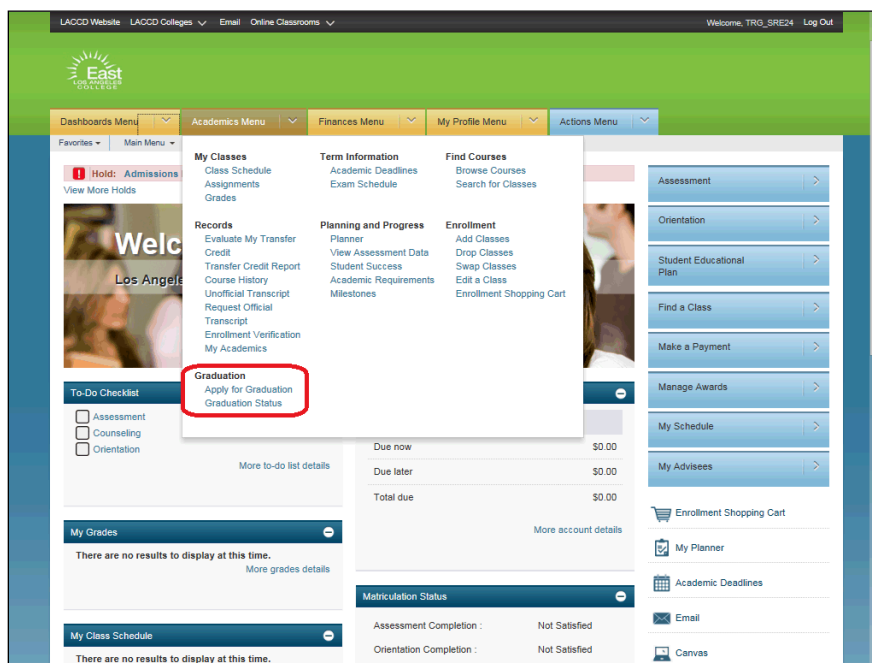 LACCD Website LACCD Colleges Email Online Classrooms Welcome, TRG_SRE24 Log Out
East
LOS ANGELES
COLLEGE
Dashboards Menu Academics Menu Finances Menu My Profile Menu Actions Menu
Favorites Main Menu
Hold: Admissions
View More Holds
Welc
Los Angele
My Classes
Class Schedule
Assignments
Grades
Term Information
Academic Deadlines
Exam Schedule
Find Courses
Browse Courses
Search for Classes
Records
Evaluate My Transfer
Credit
Transfer Credit Report
Course History
Unofficial Transcript
Request Official
Transcript
Enrollment Verification
My Academics
Planning and Progress
Planner
View Assessment Data
Student Success
Academic Requirements
Milestones
Enrollment
Add Classes
Drop Classes
Swap Classes
Edit a Class
Enrollment Shopping Cart
Graduation
Apply for Graduation
Graduation Status
To-Do Checklist
Assessment
Counseling
Orientation
More to-do list details
Due now $0.00
Due later $0.00
Total due $0.00
More account details
My Grades
There are no results to display at this time.
More grades details
Matriculation Status
Assessment Completion : Not Satisfied
Orientation Completion : Not Satisfied
My Class Schedule
There are no results to display at this time.
Assessment
Orientation
Student Educational
Plan
Find a Class
Make a Payment
Manage Awards
My Schedule
My Advisees
Enrollment Shopping Cart
My Planner
Academic Deadlines
Email
Canvas